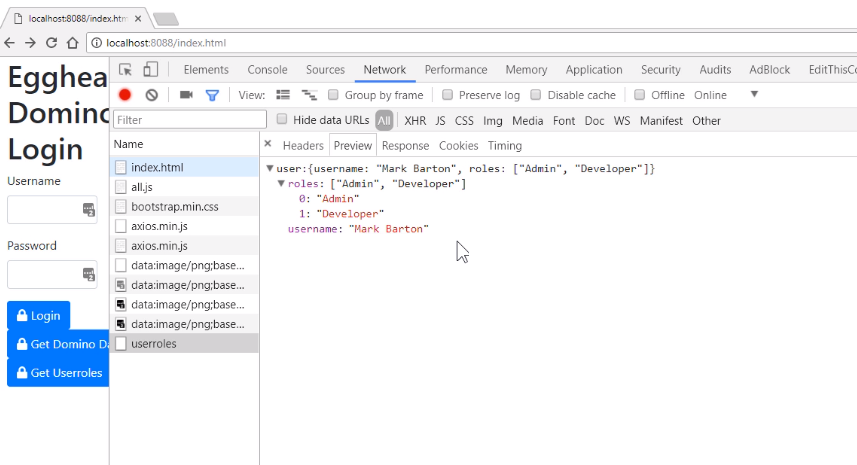 localhost:8088/index.htm
localhost:8088/index.html
Egghea
Domino
Login
Username
Password
Login
Get Domino Da
Get Userroles
Elements Console Sources Network Performance Memory Application Security Audits AdBlock EditThisCo
View: Group by frame Preserve log Disable cache Offline Online
Filter Hide data URLs All XHR JS CSS Img Media Font Doc WS Manifest Other
Name
index.html
all.js
bootstrap.min.css
axios.min.js
axios.min.js
data:image/png;base...
data:image/png;base...
data:image/png;base...
data:image/png;base...
userroles
× Headers Preview Response Cookies Timing
user:{username: "Mark Barton", roles: ["Admin", "Developer"]}
roles: ["Admin", "Developer"]
0: "Admin"
1: "Developer"
username: "Mark Barton"